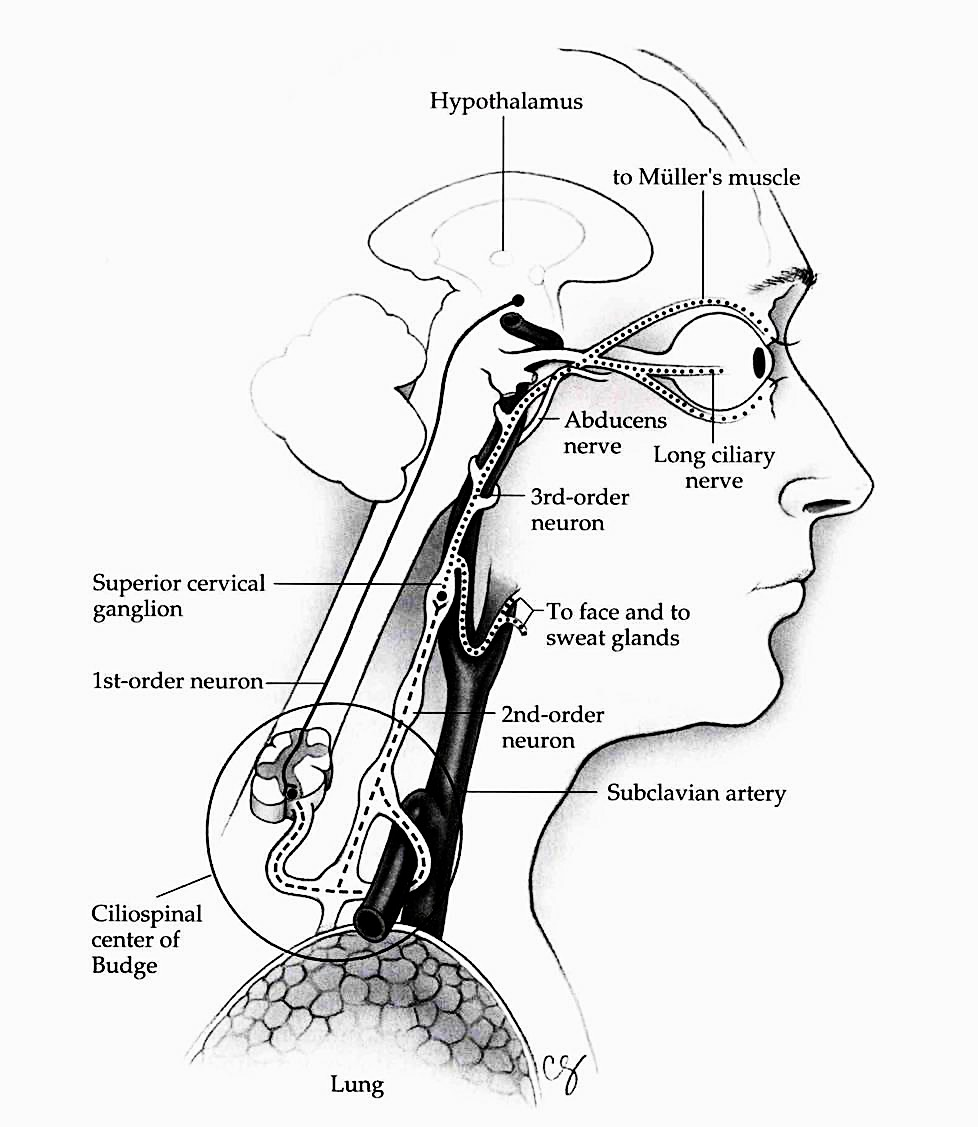 Hypothalamus
to Müller's muscle
Abducens
nerve
Long ciliary
nerve
3rd-order
neuron
Superior cervical
ganglion
To face and to
sweat glands
1st-order neuron
2nd-order
neuron
Subclavian artery
Ciliospinal
center of
Budge
Lung